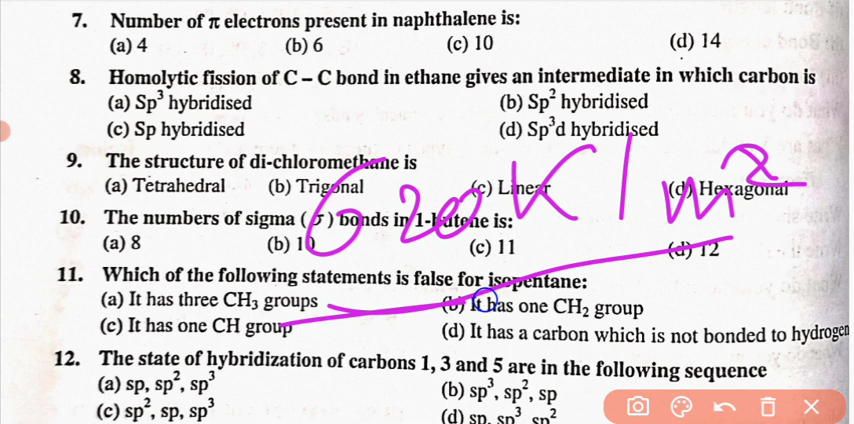 7. Number of π electrons present in naphthalene is:
(a) 4 (b) 6 (c) 10 (d) 14
8. Homolytic fission of C – C bond in ethane gives an intermediate in which carbon is
(a) Sp³ hybridised (b) Sp² hybridised
(c) Sp hybridised (d) Sp³d hybridised
9. The structure of di-chloromethane is
(a) Tetrahedral (b) Trigonal (c) Linear (d) Hexagonal
620 K/m²
10. The numbers of sigma (σ) bonds in 1-butene is:
(a) 8 (b) 10 (c) 11 (d) 12
11. Which of the following statements is false for isopentane:
(a) It has three CH₃ groups (b) It has one CH₂ group
(c) It has one CH group (d) It has a carbon which is not bonded to hydrogen
12. The state of hybridization of carbons 1, 3 and 5 are in the following sequence
(a) sp, sp², sp³ (b) sp³, sp², sp
(c) sp², sp, sp³ (d) sp, sp³, sp²